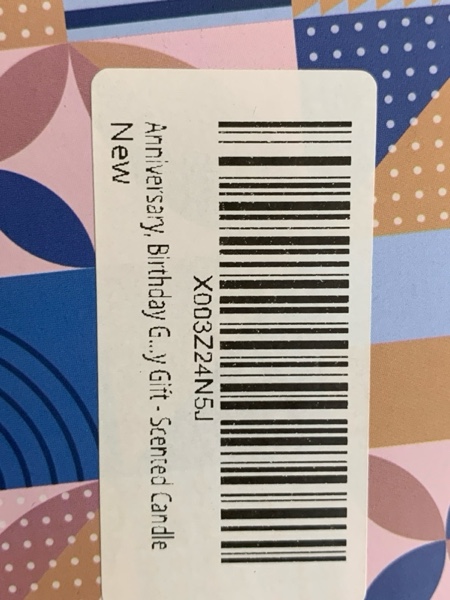 X003Z24N5J
Anniversary, Birthday G...y Gift - Scented Candle
New